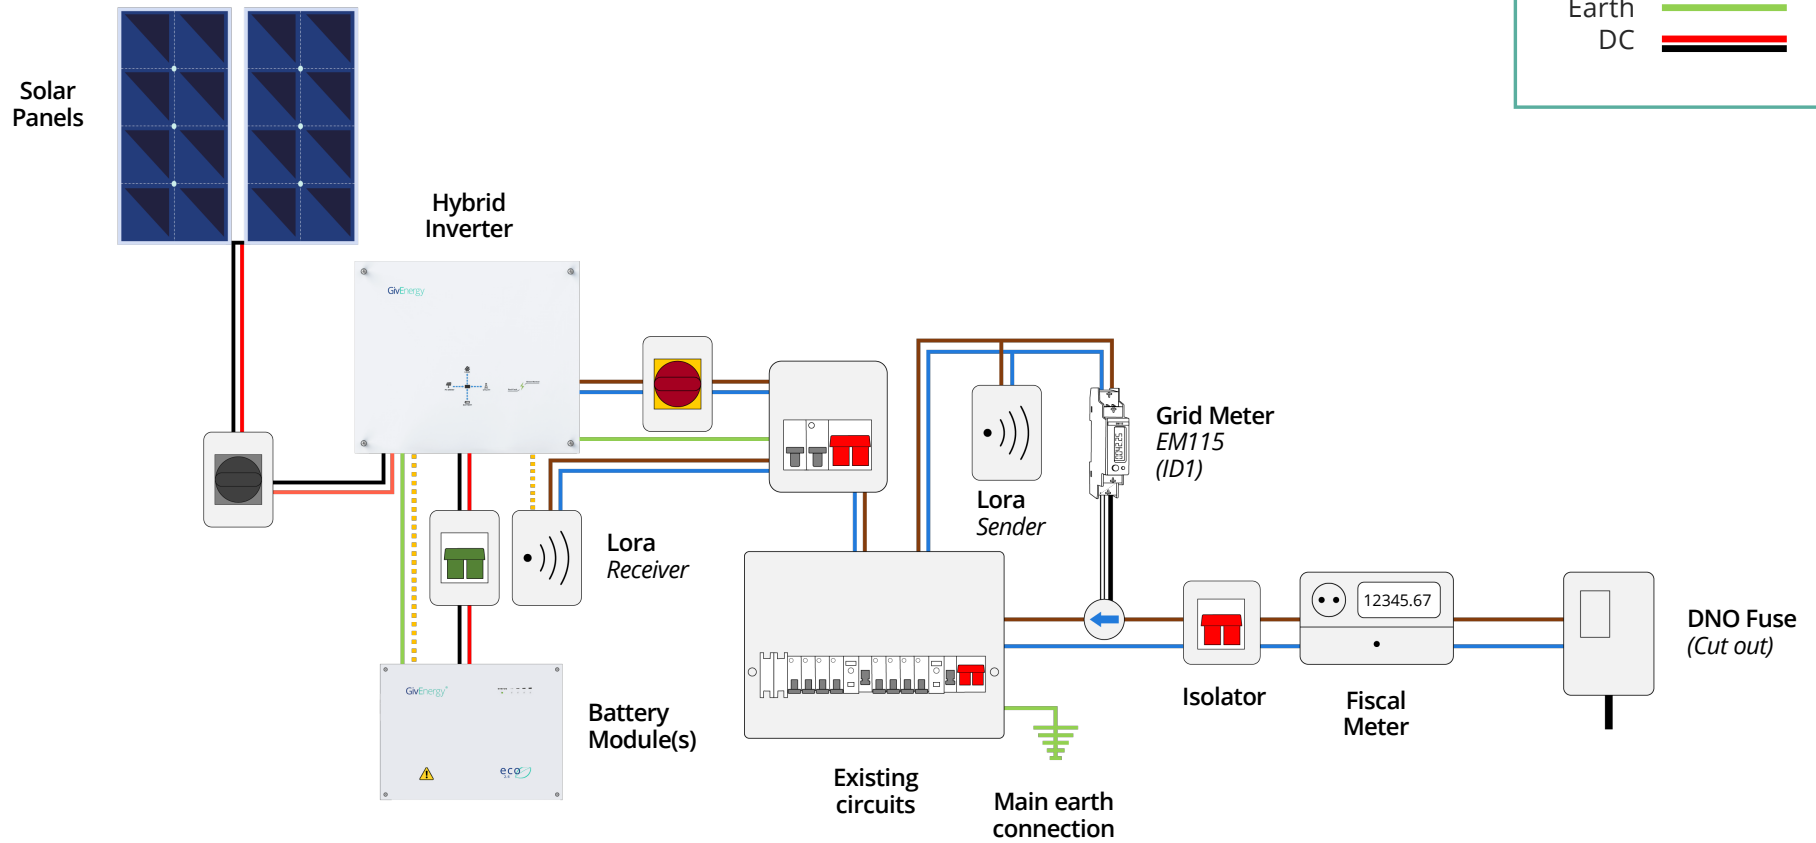 Earth
DC
Solar
Panels
Hybrid
Inverter
GivEnergy
Grid Meter
EM115
(ID1)
Lora
Sender
Lora
Receiver
12345.67
DNO Fuse
(Cut out)
Isolator
Fiscal
Meter
GivEnergy
eco
Battery
Module(s)
Existing
circuits
Main earth
connection